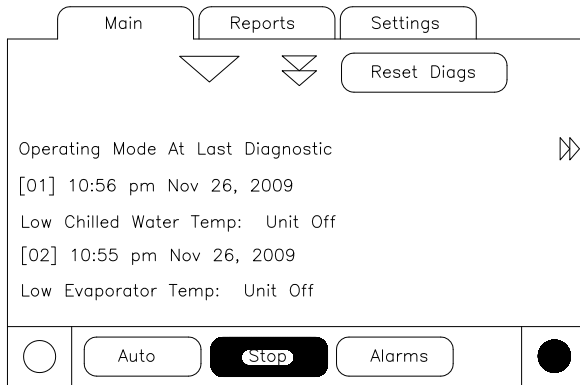 Main Reports Settings
Reset Diags
Operating Mode At Last Diagnostic
[01] 10:56 pm Nov 26, 2009
Low Chilled Water Temp: Unit Off
[02] 10:55 pm Nov 26, 2009
Low Evaporator Temp: Unit Off
Auto Stop Alarms